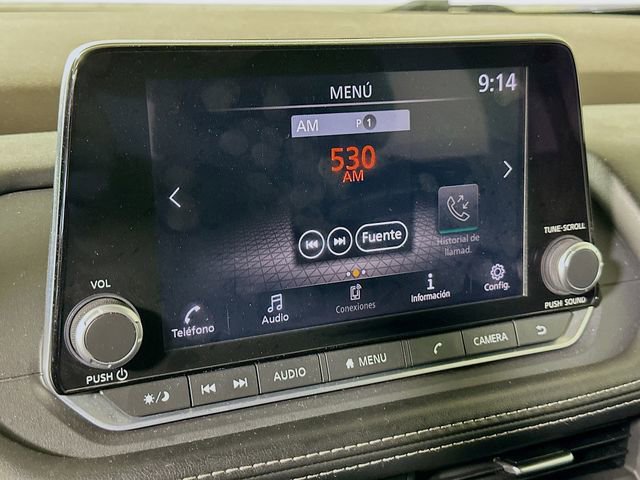 MENÚ
9:14
AM P 1
530
AM
Fuente
Historial de
llamad.
Teléfono
Audio
Conexiones
Información
Config.
VOL
PUSH
TUNE-SCROLL
PUSH SOUND
AUDIO
MENU
CAMERA